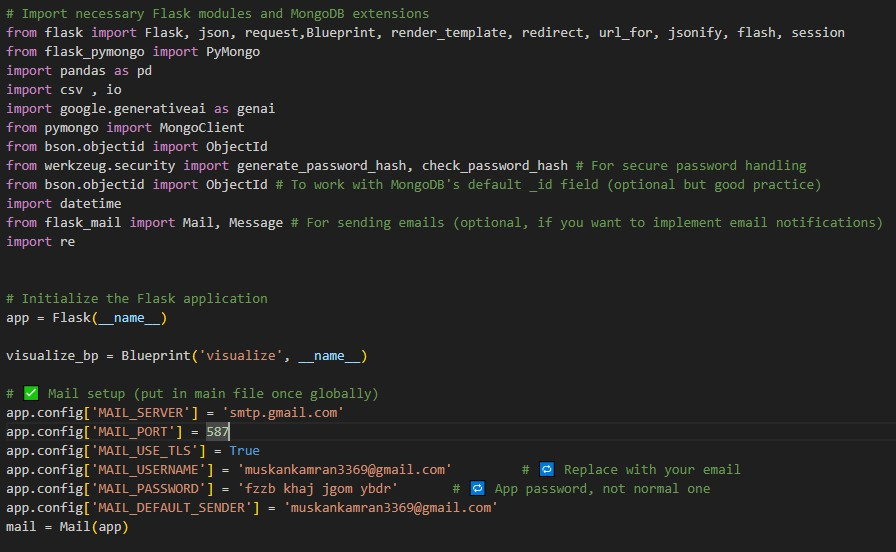 # Import necessary Flask modules and MongoDB extensions
from flask import Flask, json, request,Blueprint, render_template, redirect, url_for, jsonify, flash, session
from flask_pymongo import PyMongo
import pandas as pd
import csv , io
import google.generativeai as genai
from pymongo import MongoClient
from bson.objectid import ObjectId
from werkzeug.security import generate_password_hash, check_password_hash # For secure password handling
from bson.objectid import ObjectId # To work with MongoDB's default _id field (optional but good practice)
import datetime
from flask_mail import Mail, Message # For sending emails (optional, if you want to implement email notifications)
import re
# Initialize the Flask application
app = Flask(__name__)
visualize_bp = Blueprint('visualize', __name__)
# ✅ Mail setup (put in main file once globally)
app.config['MAIL_SERVER'] = 'smtp.gmail.com'
app.config['MAIL_PORT'] = 587
app.config['MAIL_USE_TLS'] = True
app.config['MAIL_USERNAME'] = 'muskankamran3369@gmail.com' # 🔁 Replace with your email
app.config['MAIL_PASSWORD'] = 'fzzb khaj jgom ybdr' # 🔁 App password, not normal one
app.config['MAIL_DEFAULT_SENDER'] = 'muskankamran3369@gmail.com'
mail = Mail(app)